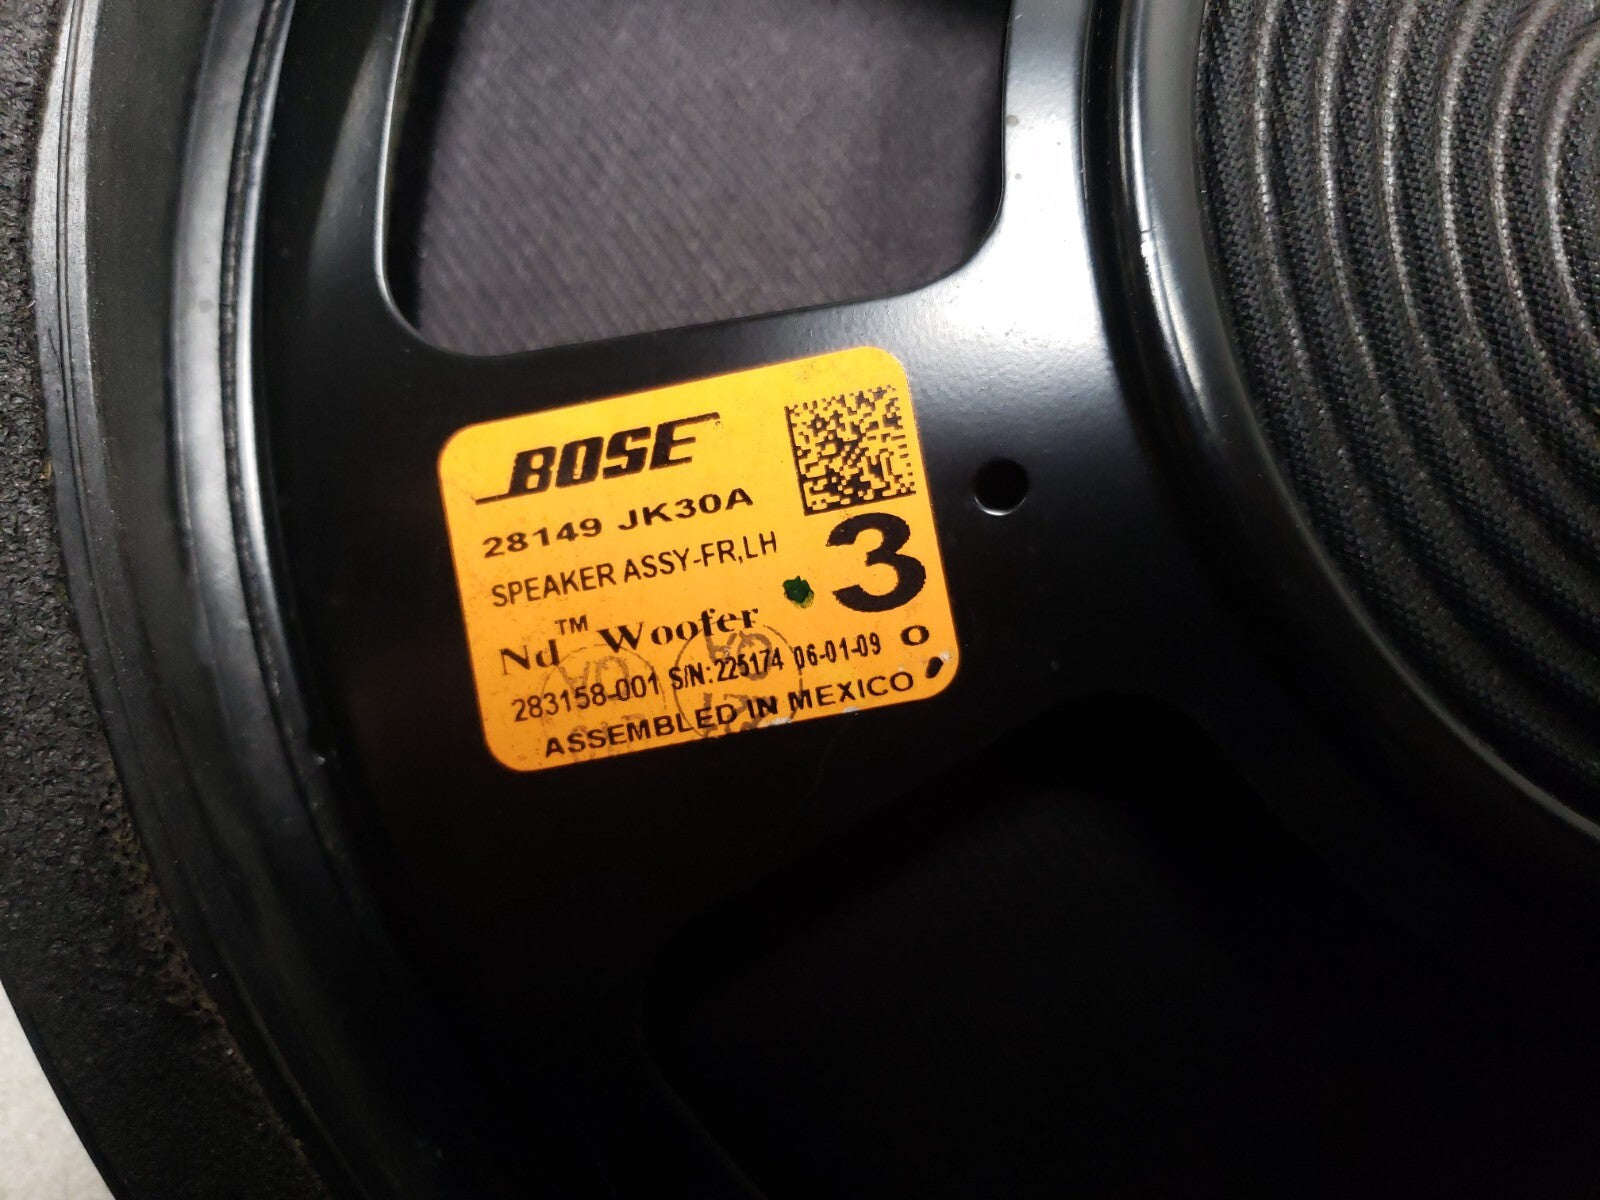 BOSE
28149 JK30A
SPEAKER ASSY-FR,LH
3
Nd™ Woofer
283158-001 S/N:225174 06-01-09 O
ASSEMBLED IN MEXICO